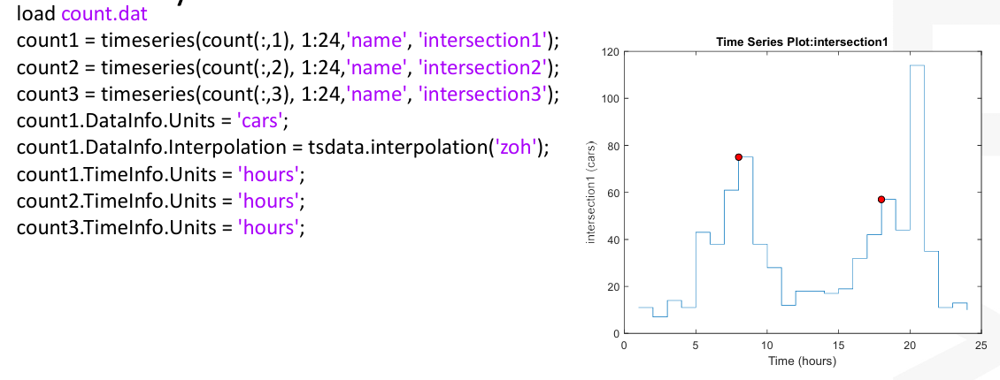 load count.dat
count1 = timeseries(count(:,1), 1:24,'name', 'intersection1');
count2 = timeseries(count(:,2), 1:24,'name', 'intersection2');
count3 = timeseries(count(:,3), 1:24,'name', 'intersection3');
count1.DataInfo.Units = 'cars';
count1.DataInfo.Interpolation = tsdata.interpolation('zoh');
count1.TimeInfo.Units = 'hours';
count2.TimeInfo.Units = 'hours';
count3.TimeInfo.Units = 'hours';
Time Series Plot:intersection1
120
100
80
60
40
20
0
intersection1 (cars)
0 5 10 15 20 25
Time (hours)